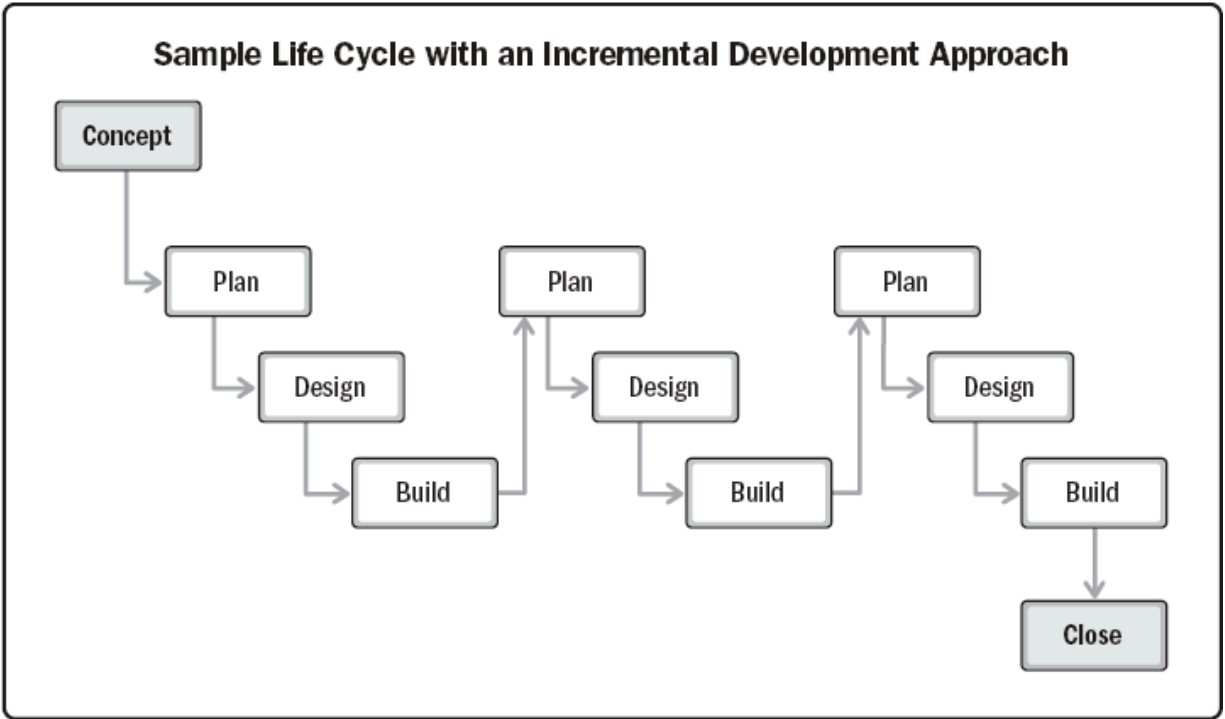 Sample Life Cycle with an Incremental Development Approach
Concept
Plan
Plan
Plan
Design
Design
Design
Build
Build
Build
Close